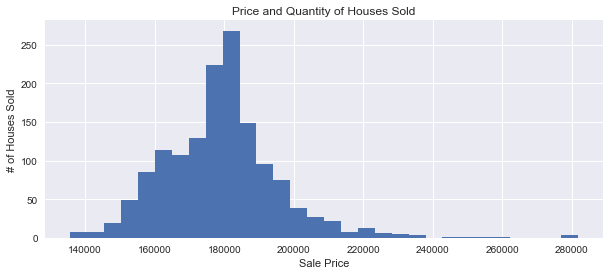 Price and Quantity of Houses Sold
# of Houses Sold
250
200
150
100
50
0
140000 160000 180000 200000 220000 240000 260000 280000
Sale Price